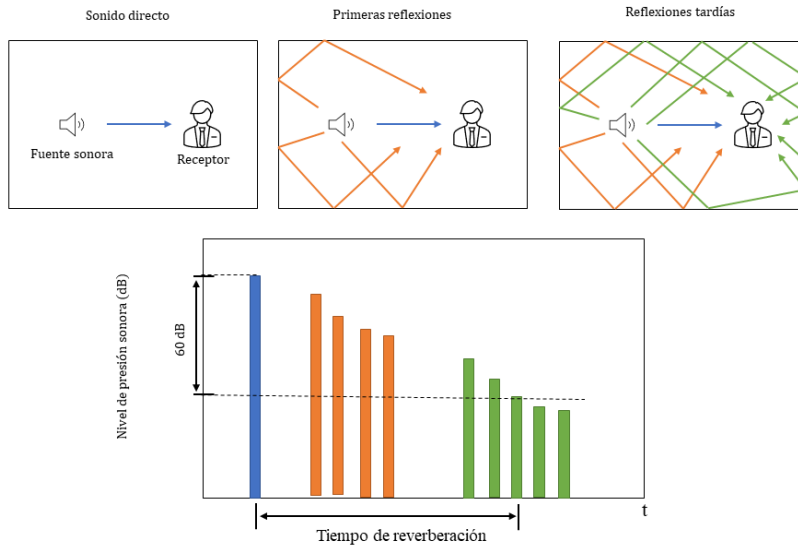 Sonido directo
Primeras reflexiones
Reflexiones tardías
Fuente sonora
Receptor
Nivel de presión sonora (dB)
60 dB
t
Tiempo de reverberación